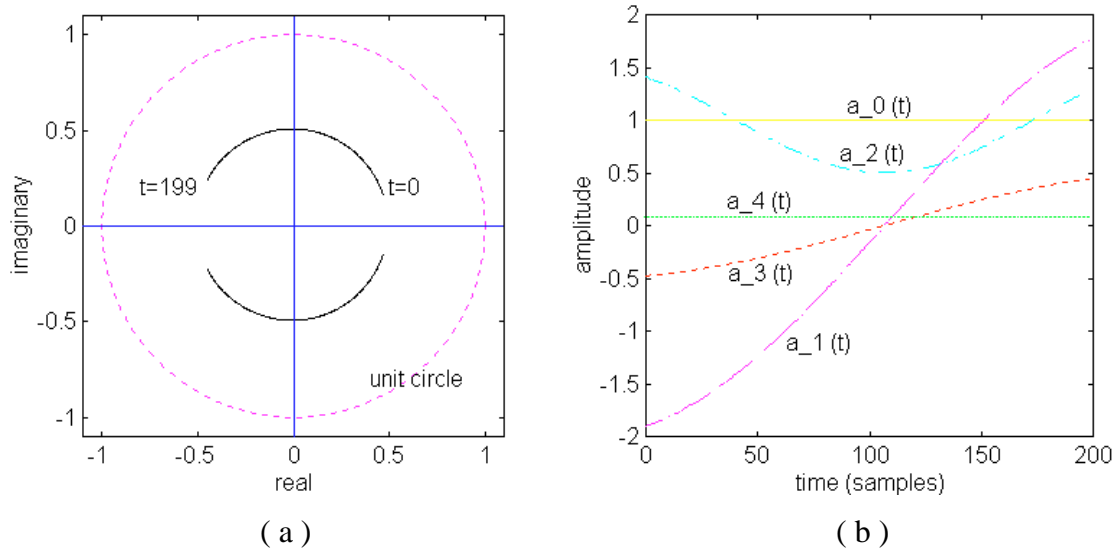 1
0.5
0
-0.5
-1
imaginary
t=199
t=0
unit circle
-1 -0.5 0 0.5 1
real
( a )
2
1.5
1
0.5
0
-0.5
-1
-1.5
-2
amplitude
a_0 (t)
a_2 (t)
a_4 (t)
a_3 (t)
a_1 (t)
0 50 100 150 200
time (samples)
( b )